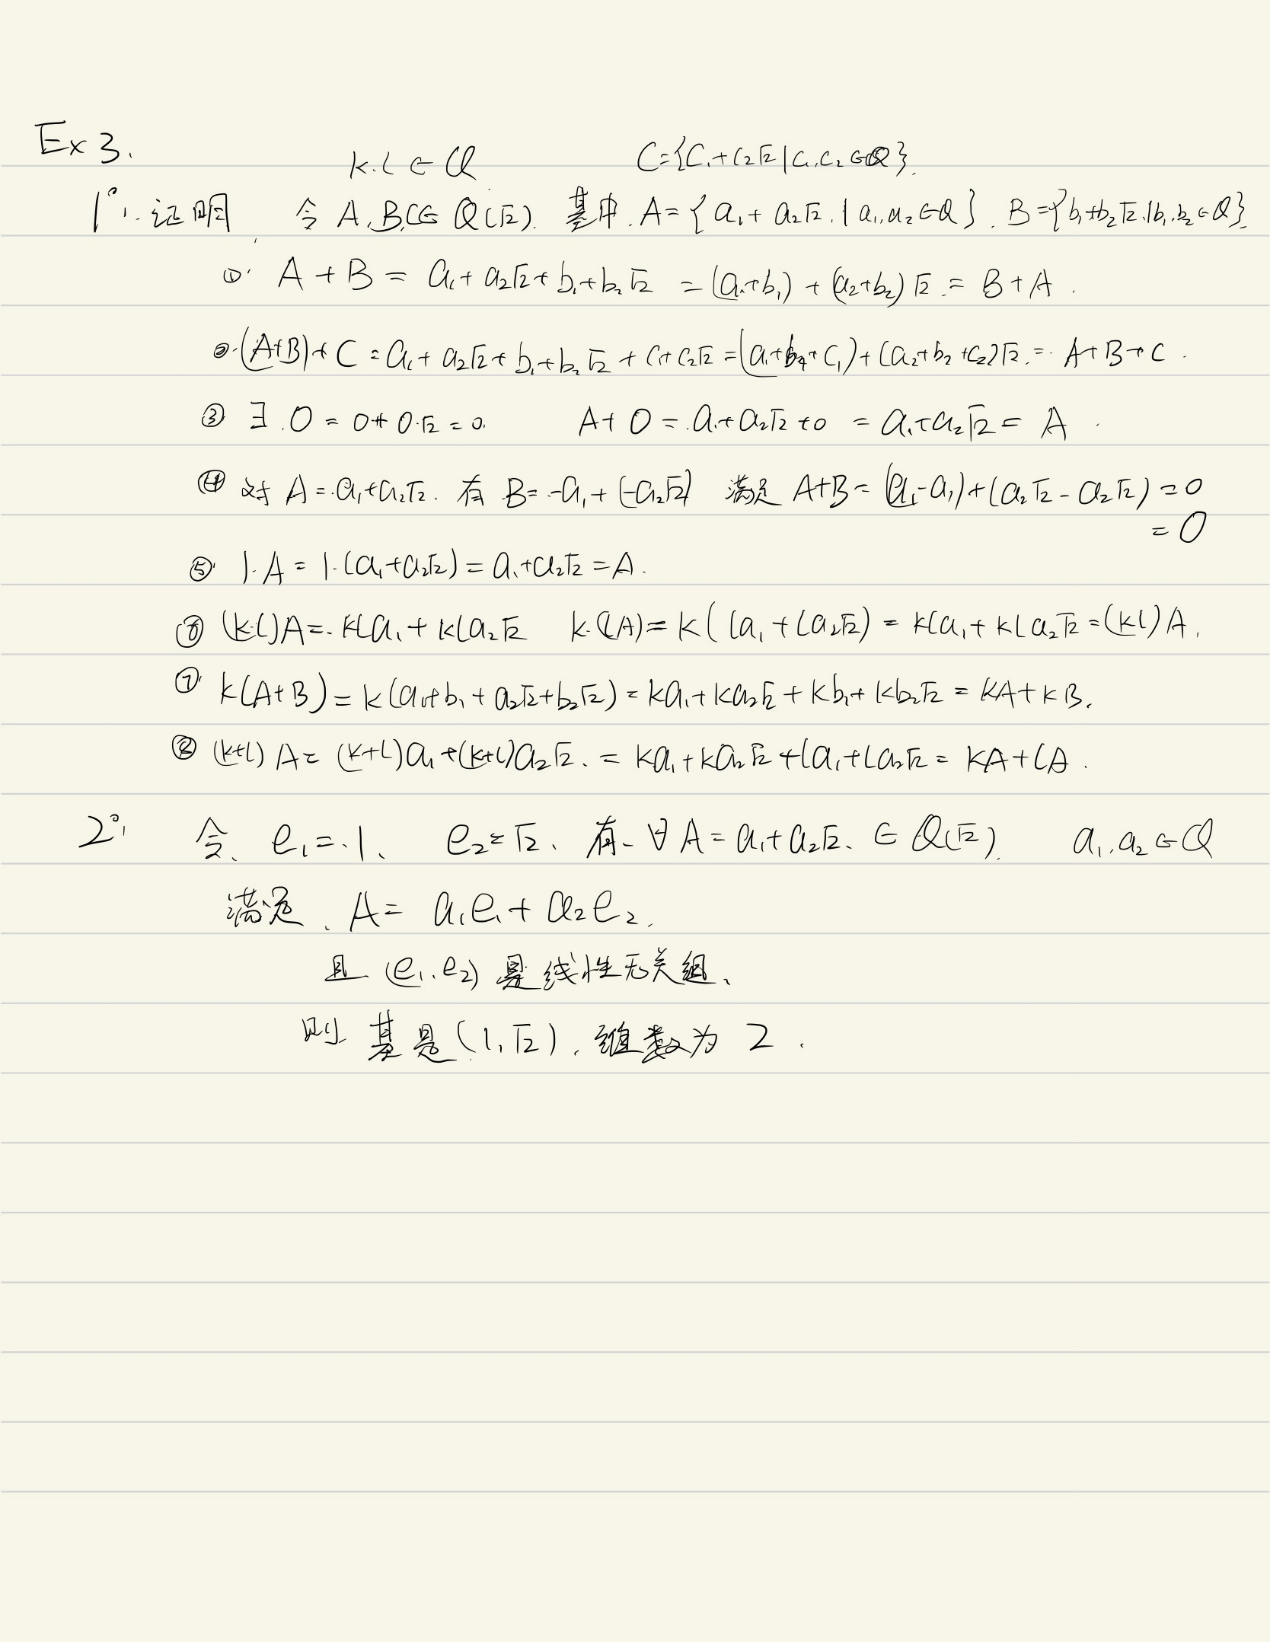 Ex 3.
k.l∈Q C={c₁+c₂√2|c₁,c₂∈Q}.
1°. 证明 令 A,B,C∈Q(√2). 其中 A={a₁+a₂√2.|a₁,a₂∈Q}. B={b₁+b₂√2.|b₁,b₂∈Q}
①. A+B=a₁+a₂√2+b₁+b₂√2 =(a₁+b₁)+(a₂+b₂)√2=B+A.
②.(A+B)+C=a₁+a₂√2+b₁+b₂√2+c₁+c₂√2=(a₁+b₁+c₁)+(a₂+b₂+c₂)√2=A+B+C.
③ ∃.0=0+0·√2=0. A+0=a₁+a₂√2+0=a₁+a₂√2=A.
④ 对 A=a₁+a₂√2. 有 B=-a₁+(-a₂√2) 满足 A+B=(a₁-a₁)+(a₂√2-a₂√2)=0
=0
⑤ 1.A=1·(a₁+a₂√2)=a₁+a₂√2=A.
⑥ (k·l)A=kla₁+kla₂√2 k·(lA)=k(la₁+la₂√2)=kla₁+kla₂√2=(kl)A.
⑦ k(A+B)=k(a₁+b₁+a₂√2+b₂√2)=ka₁+ka₂√2+kb₁+kb₂√2=kA+kB.
⑧ (k+l)A=(k+l)a₁+(k+l)a₂√2.=ka₁+ka₂√2+la₁+la₂√2=kA+lA.
2°. 令. e₁=1、 e₂=√2、有、∀A=a₁+a₂√2、∈Q(√2). a₁,a₂∈Q
满足、A=a₁e₁+a₂e₂.
且(e₁.e₂)是线性无关组、
则 基是(1,√2). 维数为 2.